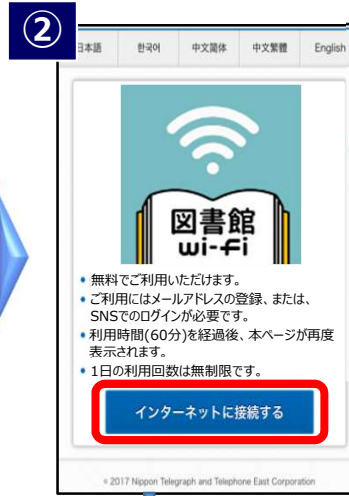 ②
日本語 한국어 中文简体 中文繁體 English
図書館
wi-fi
• 無料でご利用いただけます。
• ご利用にはメールアドレスの登録、または、
SNSでのログインが必要です。
• 利用時間(60分)を経過後、本ページが再度
表示されます。
• 1日の利用回数は無制限です。
インターネットに接続する
© 2017 Nippon Telegraph and Telephone East Corporation